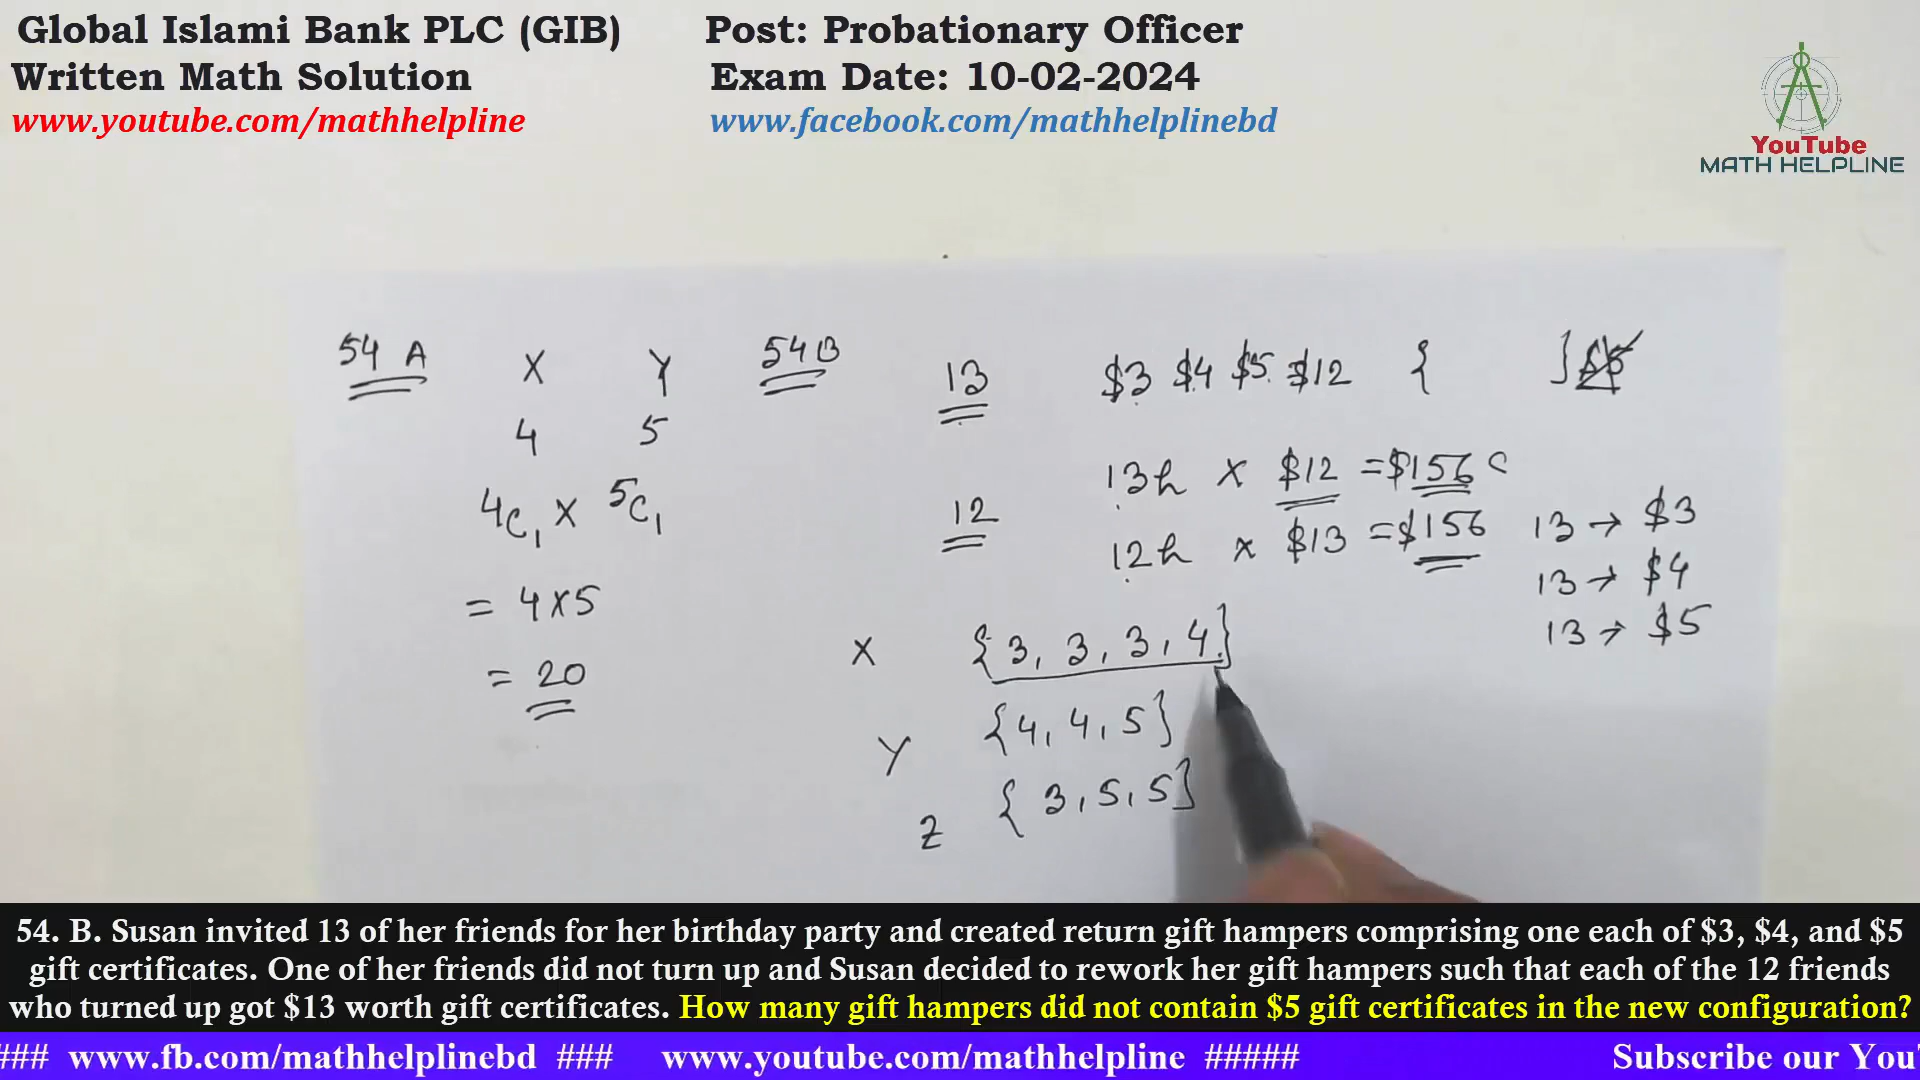 Global Islami Bank PLC (GIB) Post: Probationary Officer
Written Math Solution Exam Date: 10-02-2024
www.youtube.com/mathhelpline www.facebook.com/mathhelplinebd
YouTube
MATH HELPLINE
54 A X Y
4 5
4C1 X 5C1
= 4X5
= 20
54 B 13 $3 $4 $5 $12 { }
13h X $12 = $156
12 12h x $13 = $156
13 → $3
13 → $4
13 → $5
X {3, 3, 3, 4}
Y {4, 4, 5}
Z {3, 5, 5}
54. B. Susan invited 13 of her friends for her birthday party and created return gift hampers comprising one each of $3, $4, and $5
gift certificates. One of her friends did not turn up and Susan decided to rework her gift hampers such that each of the 12 friends
who turned up got $13 worth gift certificates. How many gift hampers did not contain $5 gift certificates in the new configuration?
### www.fb.com/mathhelplinebd ### www.youtube.com/mathhelpline ##### Subscribe our You